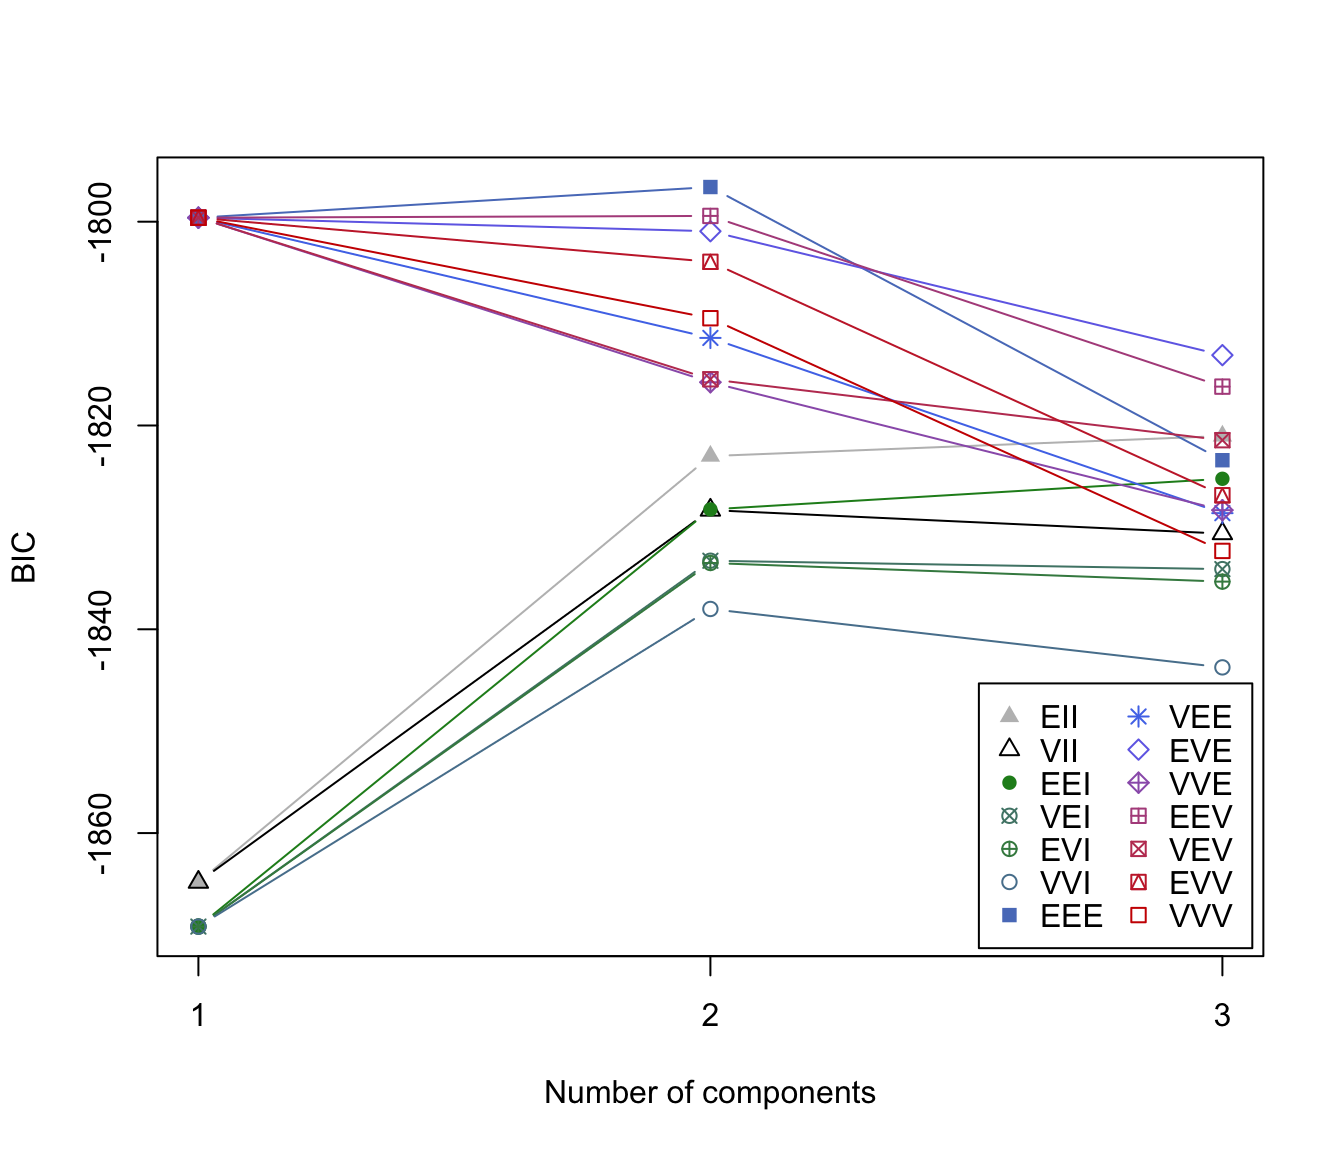 -1800
-1820
-1840
-1860
BIC
1 2 3
Number of components
EII VEE
VII EVE
EEI VVE
VEI EEV
EVI VEV
VVI EVV
EEE VVV